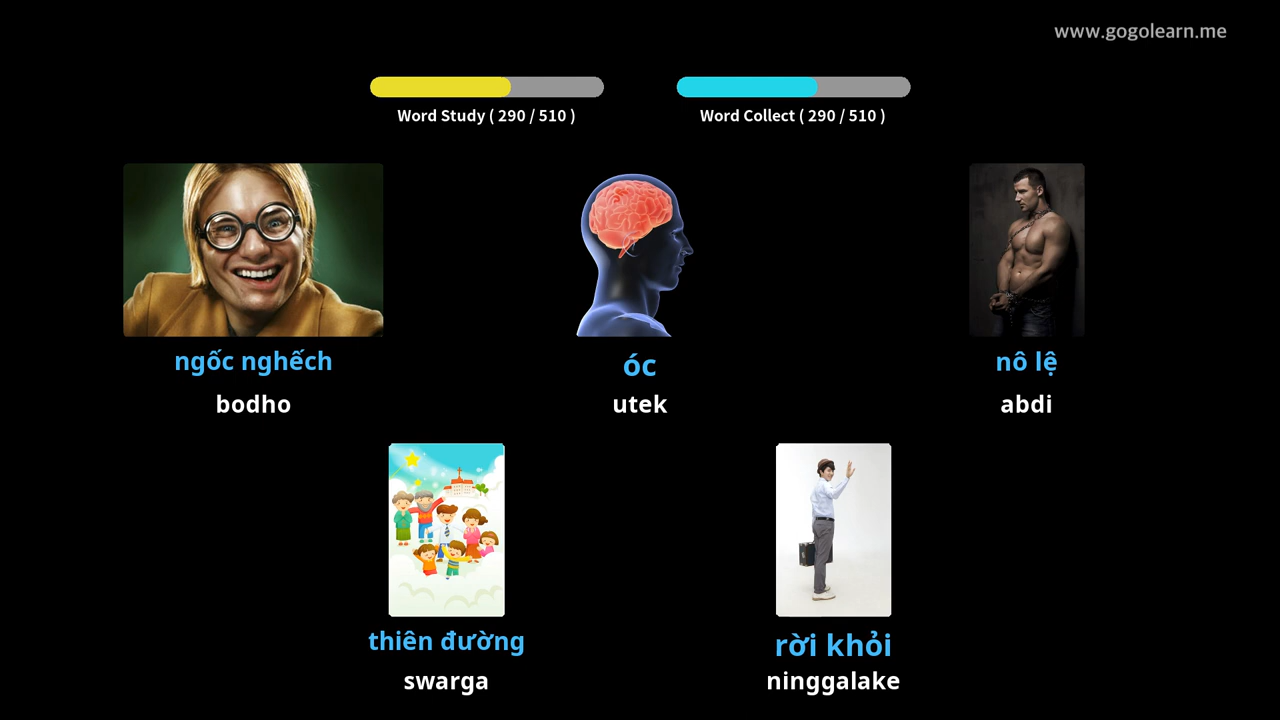 www.gogolearn.me
Word Study ( 290 / 510 )
Word Collect ( 290 / 510 )
ngốc nghếch
bodho
óc
utek
nô lệ
abdi
thiên đường
swarga
rời khỏi
ninggalake